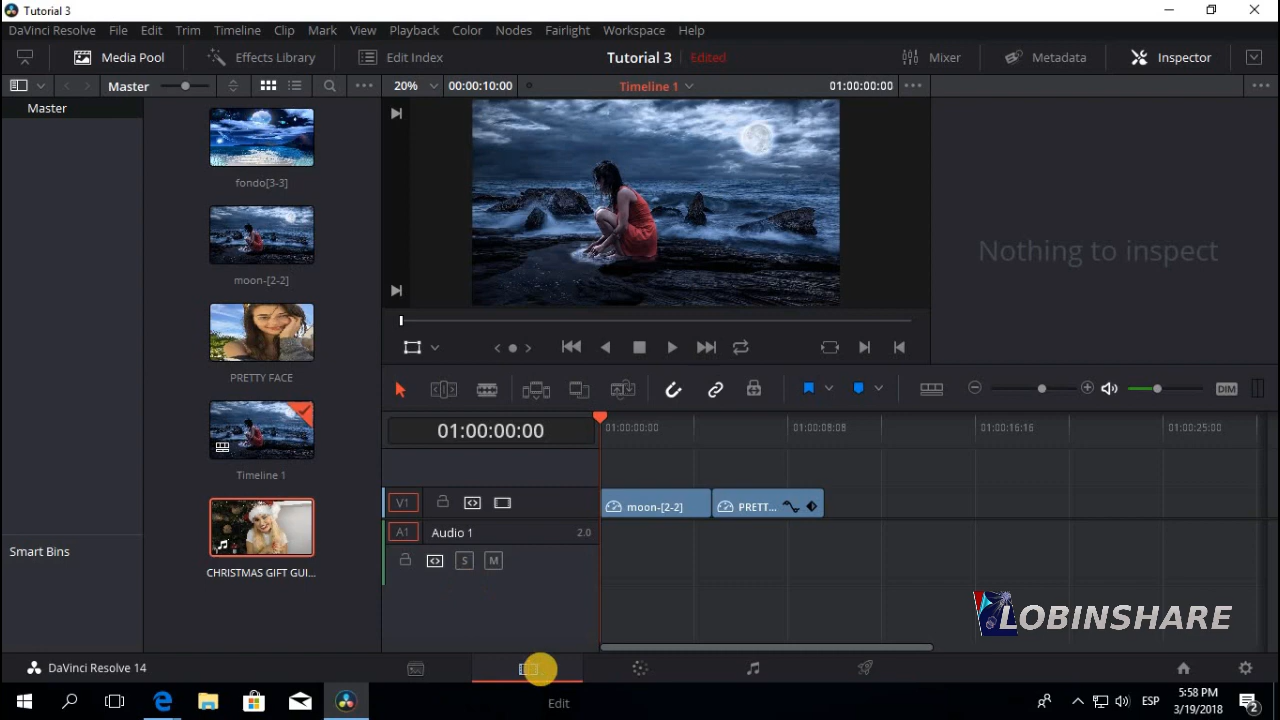 Tutorial 3
DaVinci Resolve File Edit Trim Timeline Clip Mark View Playback Color Nodes Fairlight Workspace Help
Media Pool Effects Library Edit Index Tutorial 3 Edited Mixer Metadata Inspector
Master 20% 00:00:10:00 Timeline 1 01:00:00:00
Master
fondo[3-3]
moon-[2-2]
PRETTY FACE
Timeline 1
CHRISTMAS GIFT GUI...
Smart Bins
Nothing to inspect
DIM
01:00:00:00 01:00:00:00 01:00:08:08 01:00:16:16 01:00:25:00
V1 moon-[2-2] PRETT...
A1 Audio 1 2.0
S M
LOBINSHARE
DaVinci Resolve 14
Edit
ESP
5:58 PM
3/19/2018
2